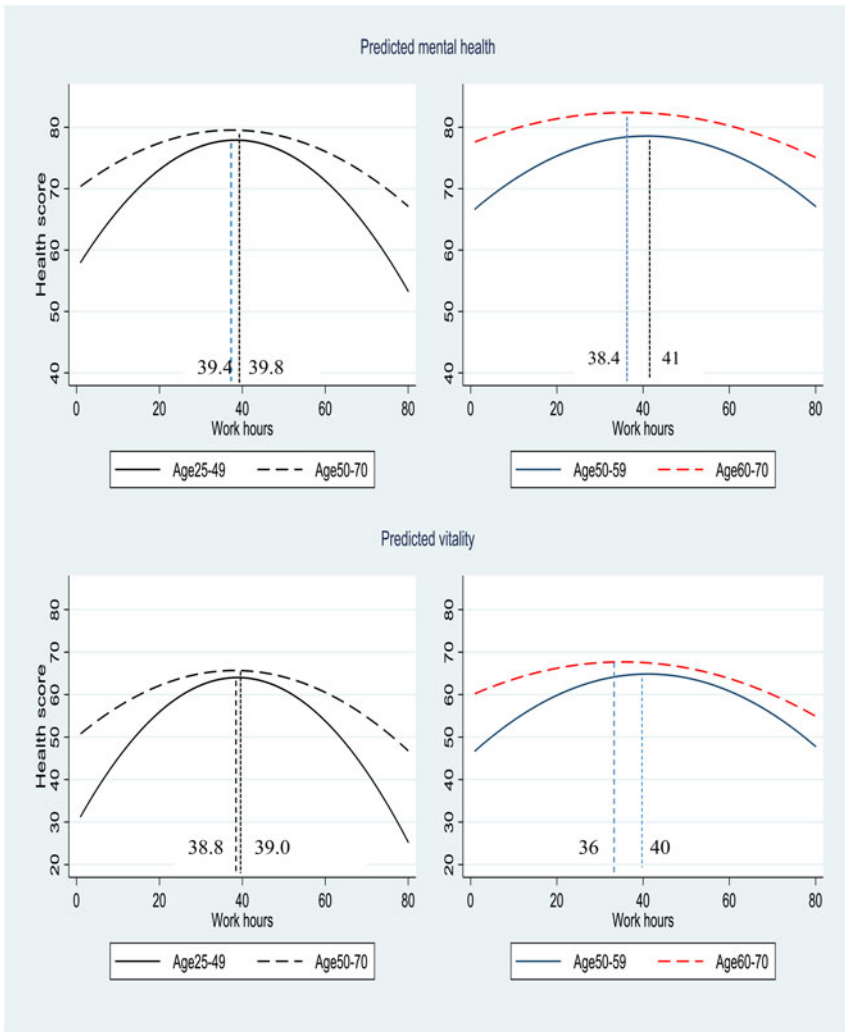 Predicted mental health
Health score
80
70
60
50
40
39.4 39.8
0 20 40 60 80
Work hours
Age25-49 Age50-70
80
70
60
50
40
38.4 41
0 20 40 60 80
Work hours
Age50-59 Age60-70
Predicted vitality
Health score
80
70
60
50
40
30
20
38.8 39.0
0 20 40 60 80
Work hours
Age25-49 Age50-70
80
70
60
50
40
30
20
36 40
0 20 40 60 80
Work hours
Age50-59 Age60-70